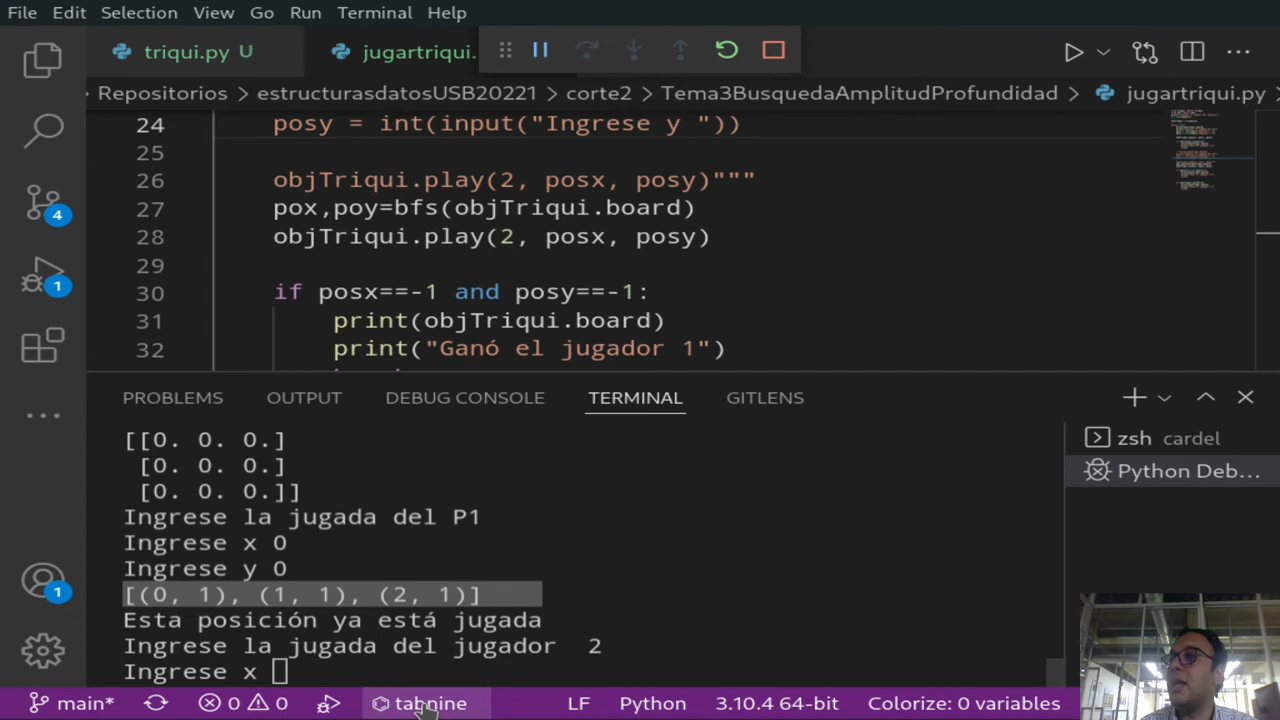 File Edit Selection View Go Run Terminal Help
triqui.py U jugartriqui.
Repositorios > estructurasdatosUSB20221 > corte2 > Tema3BusquedaAmplitudProfundidad > jugartriqui.py
24 posy = int(input("Ingrese y "))
25
26 objTriqui.play(2, posx, posy)"""
27 pox,poy=bfs(objTriqui.board)
28 objTriqui.play(2, posx, posy)
29
30 if posx==-1 and posy==-1:
31 print(objTriqui.board)
32 print("Ganó el jugador 1")
PROBLEMS OUTPUT DEBUG CONSOLE TERMINAL GITLENS
[[0. 0. 0.]
[0. 0. 0.]
[0. 0. 0.]]
Ingrese la jugada del P1
Ingrese x 0
Ingrese y 0
[(0, 1), (1, 1), (2, 1)]
Esta posición ya está jugada
Ingrese la jugada del jugador 2
Ingrese x
zsh cardel
Python Deb...
4
1
1
main* 0 0 tabnine LF Python 3.10.4 64-bit Colorize: 0 variables